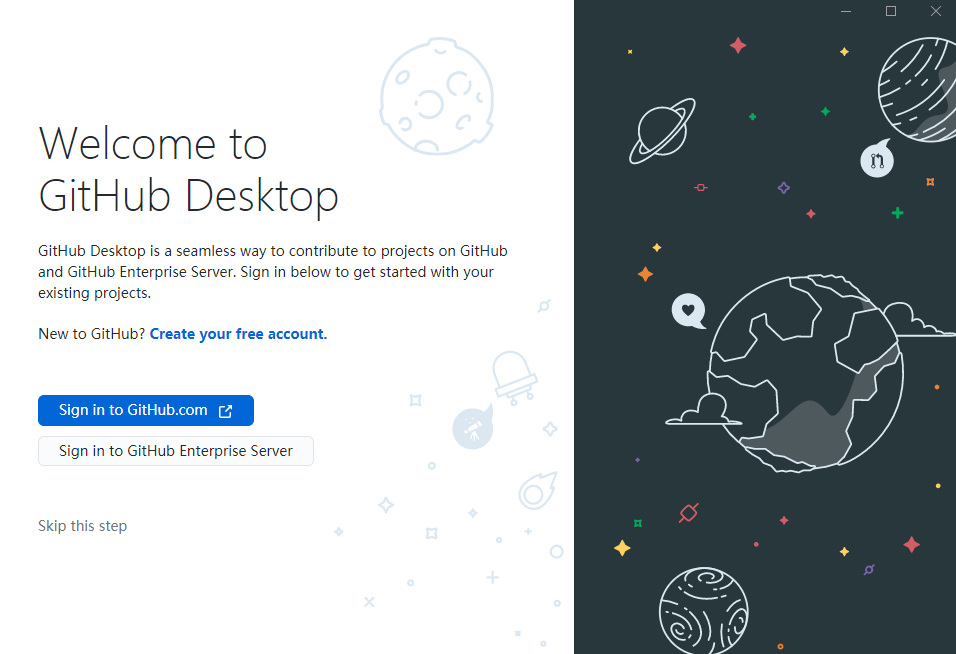 Welcome to
GitHub Desktop
GitHub Desktop is a seamless way to contribute to projects on GitHub
and GitHub Enterprise Server. Sign in below to get started with your
existing projects.
New to GitHub? Create your free account.
Sign in to GitHub.com
Sign in to GitHub Enterprise Server
Skip this step